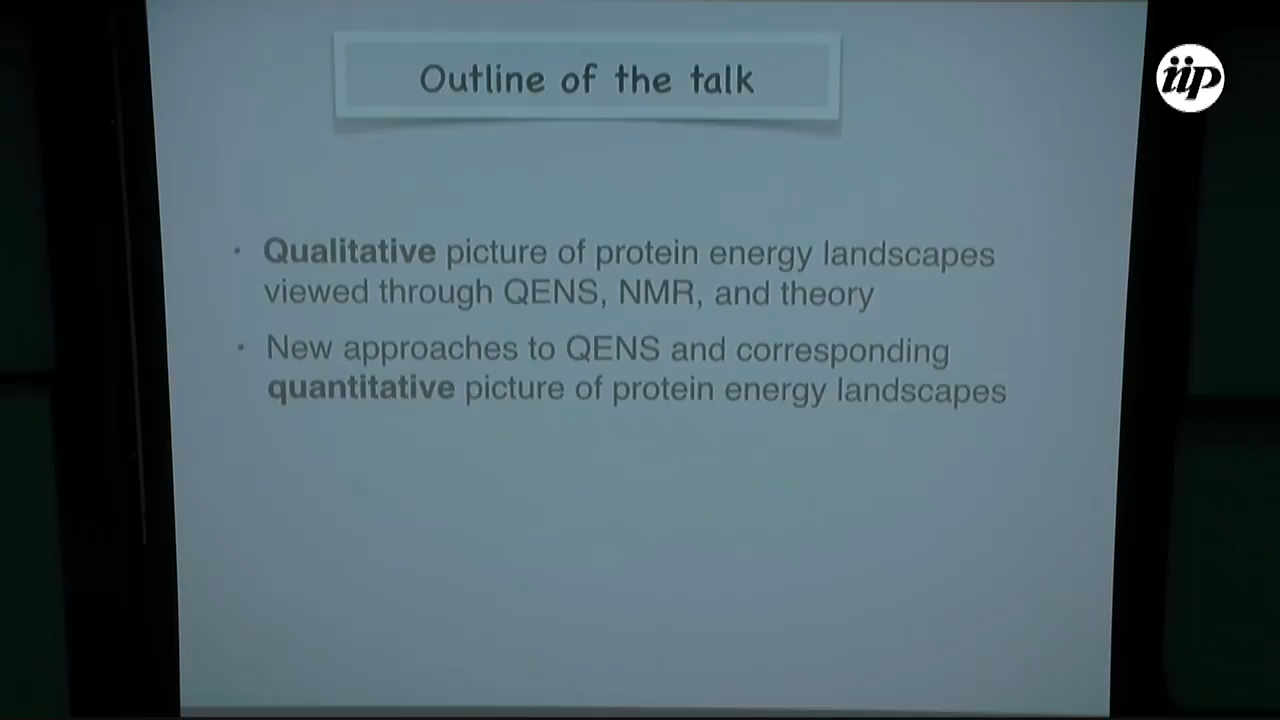 Outline of the talk
iip
• Qualitative picture of protein energy landscapes
viewed through QENS, NMR, and theory
• New approaches to QENS and corresponding
quantitative picture of protein energy landscapes